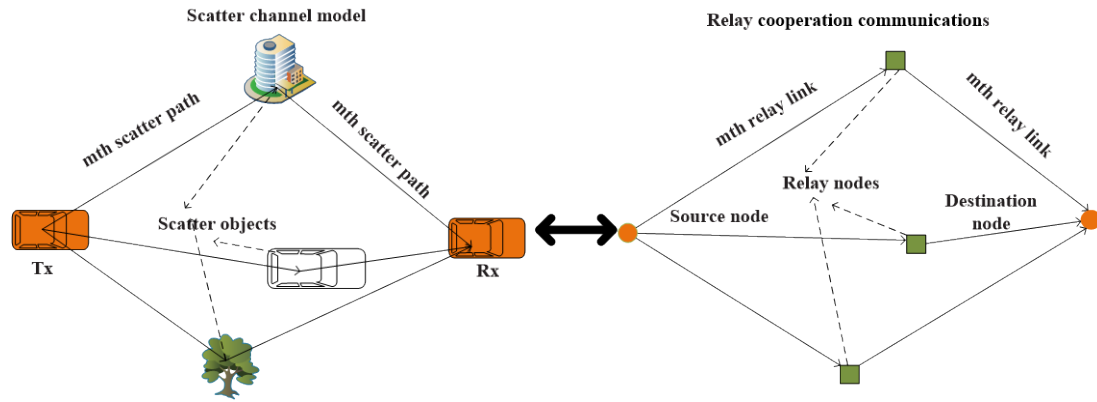 Scatter channel model
Relay cooperation communications
mth scatter path
mth scatter path
mth relay link
mth relay link
Scatter objects
Relay nodes
Source node
Destination
node
Tx
Rx